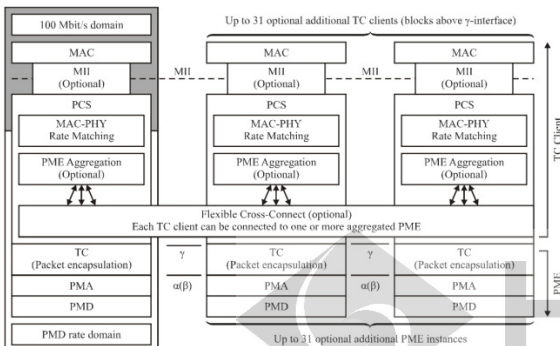 100 Mbit/s domain
Up to 31 optional additional TC clients (blocks above γ-interface)
MAC
MAC
MAC
MII
(Optional)
MII
MII
(Optional)
MII
MII
(Optional)
PCS
PCS
PCS
MAC-PHY
Rate Matching
MAC-PHY
Rate Matching
MAC-PHY
Rate Matching
PME Aggregation
(Optional)
PME Aggregation
(Optional)
PME Aggregation
(Optional)
TC Client
Flexible Cross-Connect (optional)
Each TC client can be connected to one or more aggregated PME
TC
(Packet encapsulation)
γ
TC
(Packet encapsulation)
γ
TC
(Packet encapsulation)
PMA
α(β)
PMA
α(β)
PMA
PMD
PMD
PMD
PME
PMD rate domain
Up to 31 optional additional PME instances